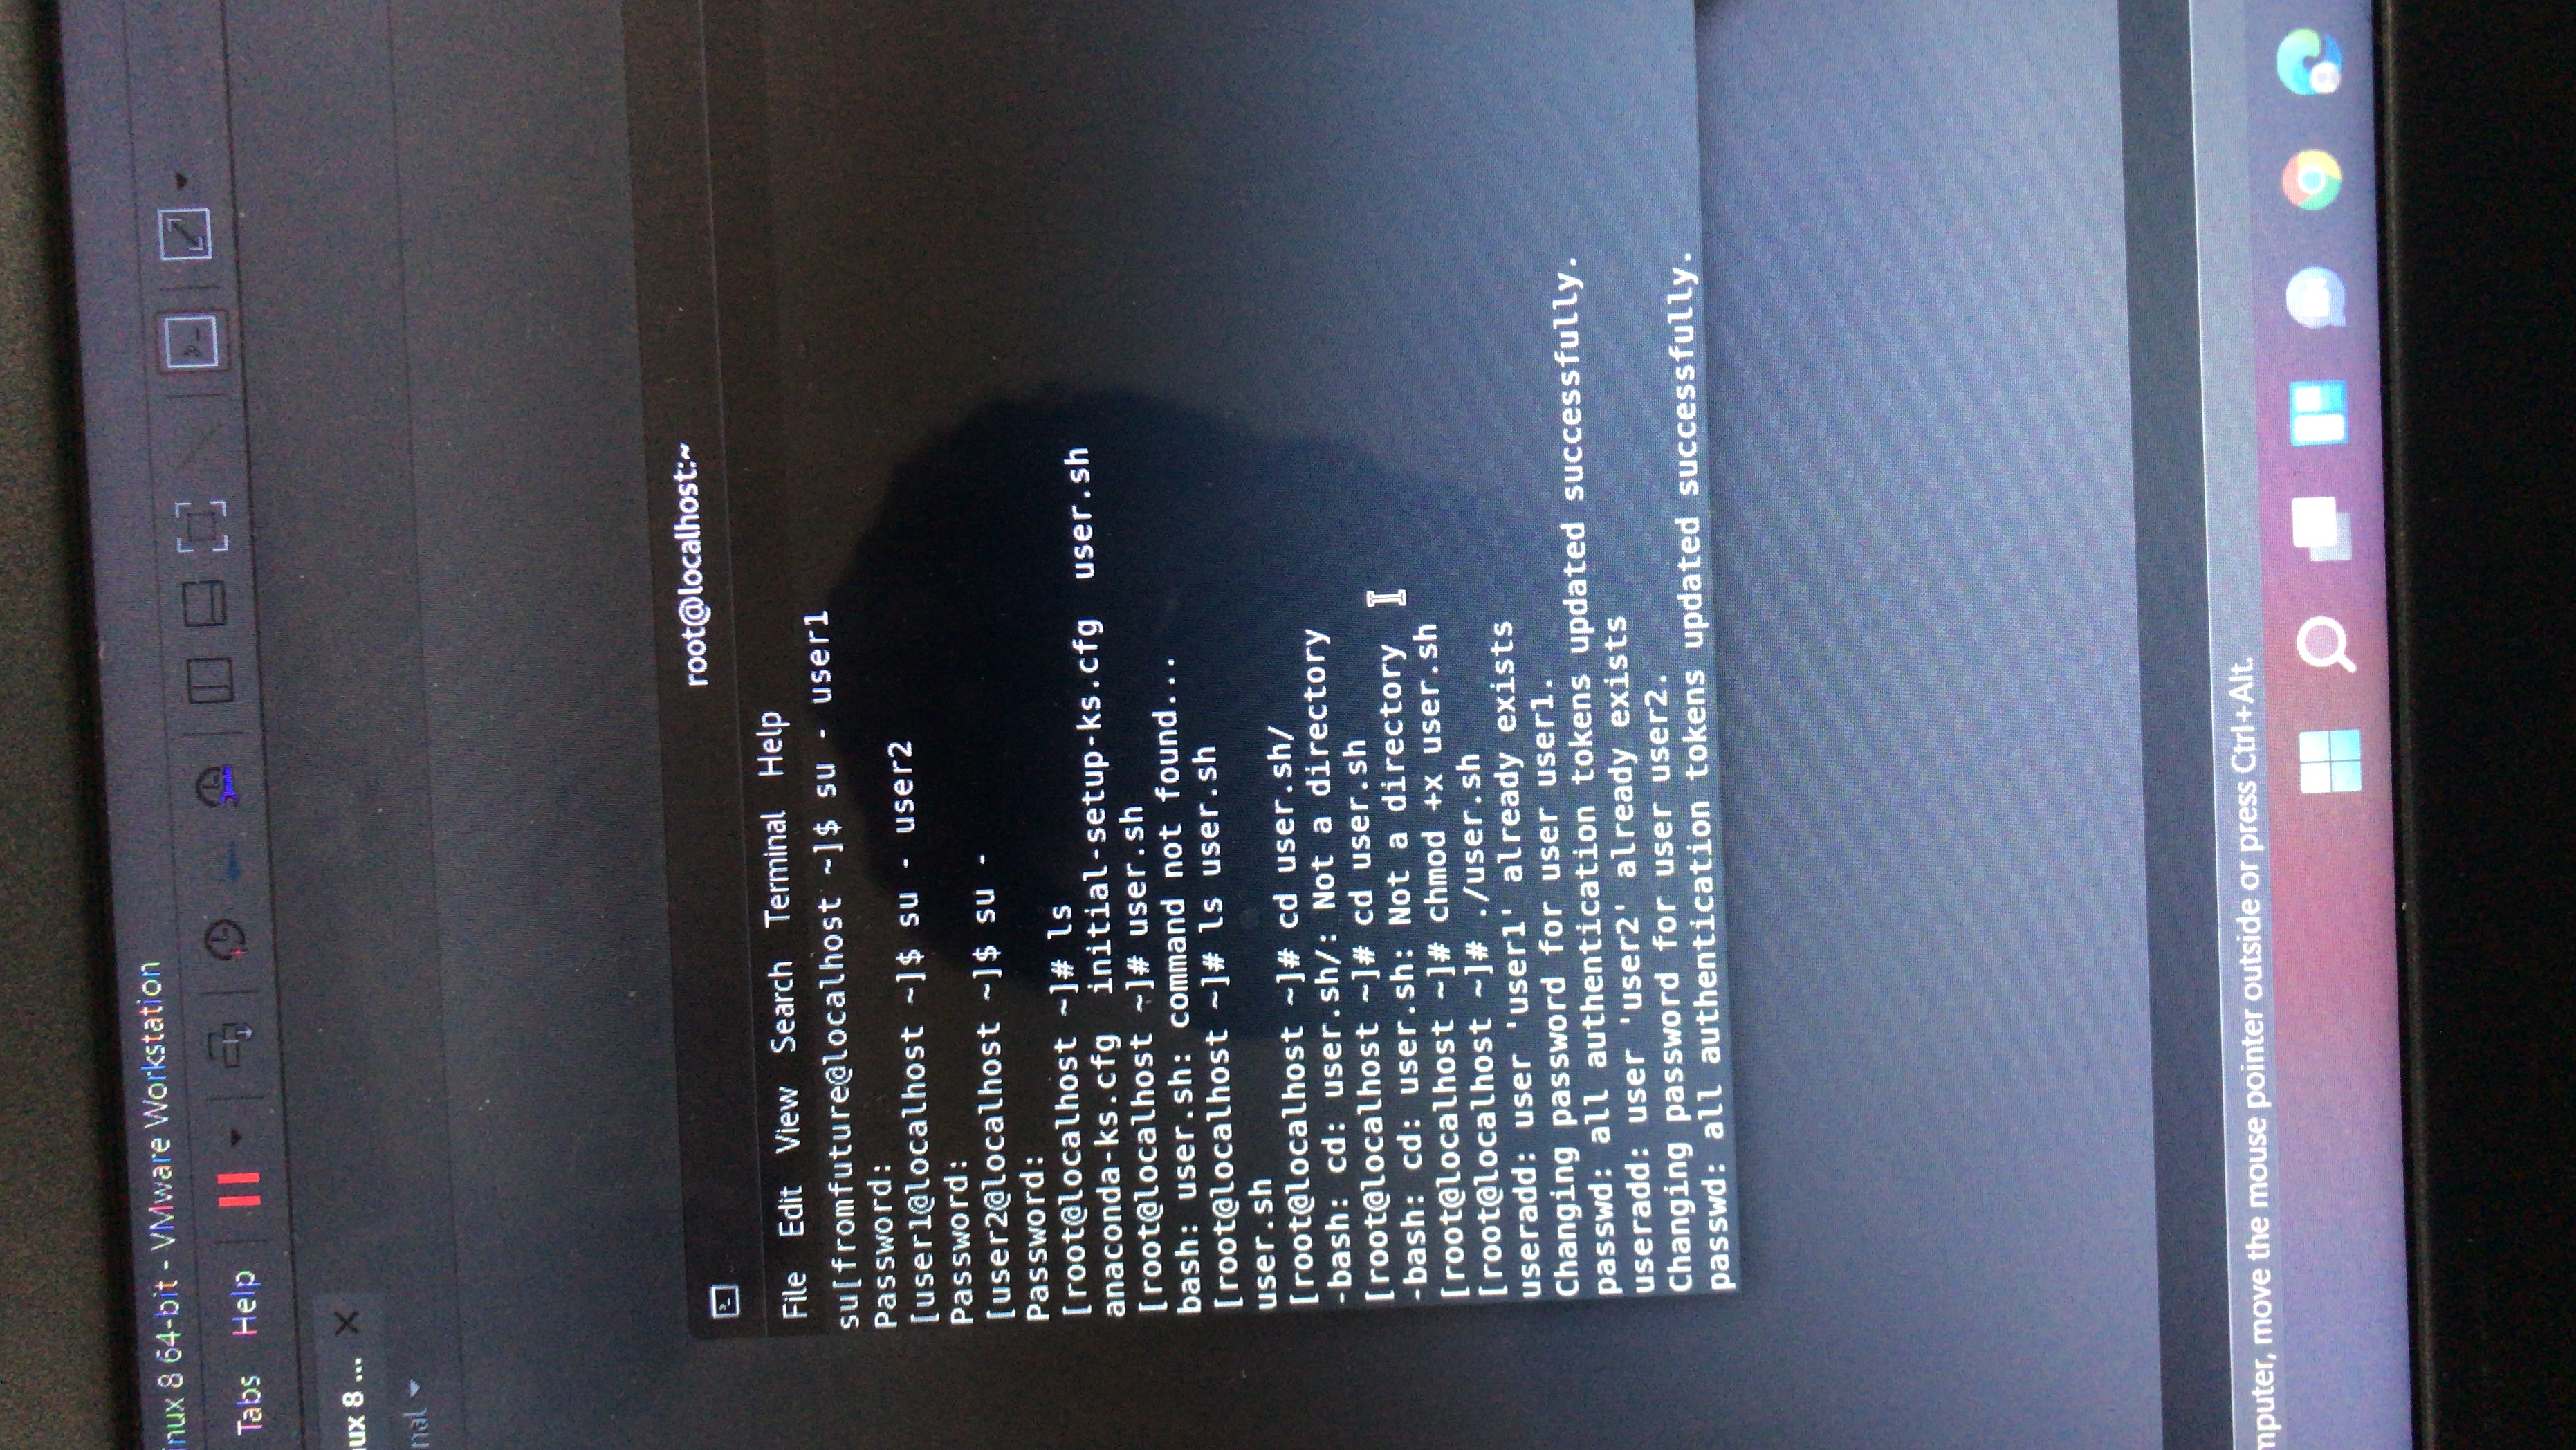 inux 8 64-bit - VMware Workstation
Tabs Help
ux 8 ...
nal
root@localhost:~
File Edit View Search Terminal Help
su[fromfuture@localhost ~]$ su - user1
Password:
[user1@localhost ~]$ su - user2
Password:
[user2@localhost ~]$ su -
Password:
[root@localhost ~]# ls
anaconda-ks.cfg initial-setup-ks.cfg user.sh
[root@localhost ~]# user.sh
bash: user.sh: command not found...
[root@localhost ~]# ls user.sh
user.sh
[root@localhost ~]# cd user.sh/
-bash: cd: user.sh/: Not a directory
[root@localhost ~]# cd user.sh
-bash: cd: user.sh: Not a directory
[root@localhost ~]# chmod +x user.sh
[root@localhost ~]# ./user.sh
useradd: user 'user1' already exists
Changing password for user user1.
passwd: all authentication tokens updated successfully.
useradd: user 'user2' already exists
Changing password for user user2.
passwd: all authentication tokens updated successfully.
mputer, move the mouse pointer outside or press Ctrl+Alt.